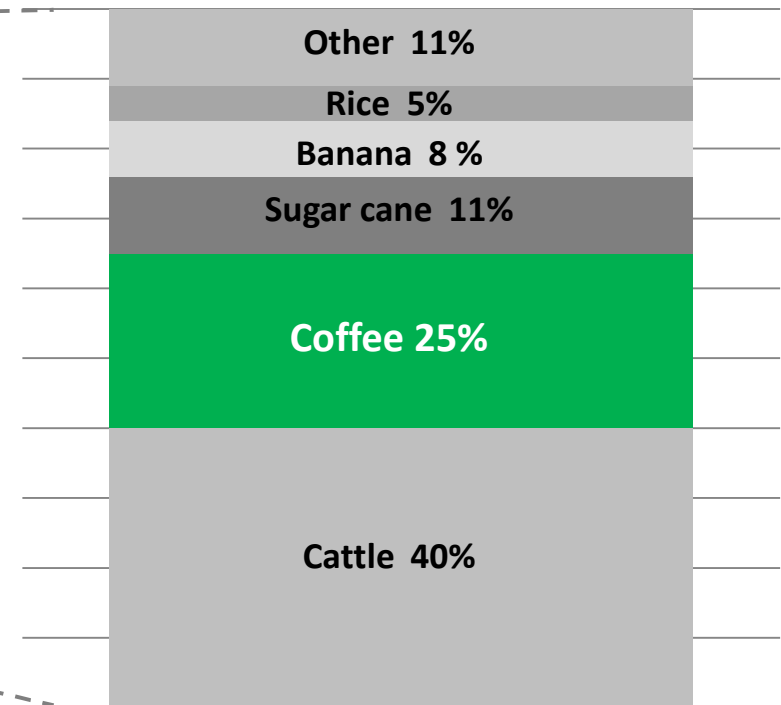 Other 11%
Rice 5%
Banana 8 %
Sugar cane 11%
Coffee 25%
Cattle 40%